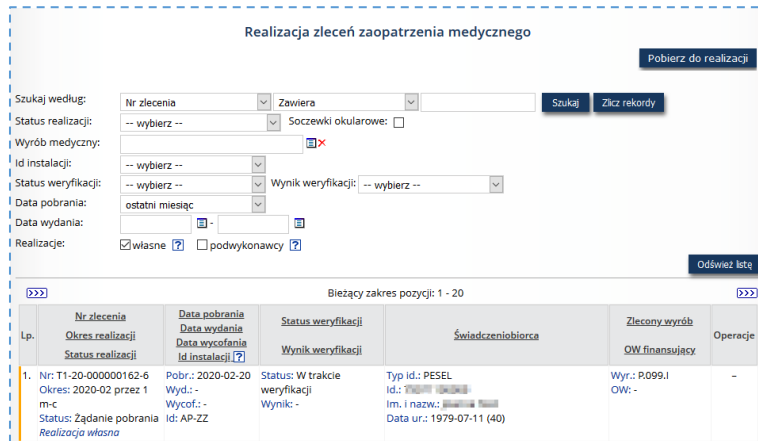 Realizacja zleceń zaopatrzenia medycznego
Pobierz do realizacji
Szukaj według: Nr zlecenia Zawiera Szukaj Zlicz rekordy
Status realizacji: -- wybierz -- Soczewki okularowe:
Wyrób medyczny:
Id instalacji: -- wybierz --
Status weryfikacji: -- wybierz -- Wynik weryfikacji: -- wybierz --
Data pobrania: ostatni miesiąc
Data wydania: -
Realizacje: własne ? podwykonawcy ?
Odśwież listę
>>> Bieżący zakres pozycji: 1 - 20 >>>
Lp.
Nr zlecenia
Okres realizacji
Status realizacji
Data pobrania
Data wydania
Data wycofania
Id instalacji ?
Status weryfikacji
Wynik weryfikacji
Świadczeniobiorca
Zlecony wyrób
OW finansujący
Operacje
1.
Nr: T1-20-000000162-6
Okres: 2020-02 przez 1
m-c
Status: Żądanie pobrania
Realizacja własna
Pobr.: 2020-02-20
Wyd.: -
Wycof.: -
Id: AP-ZZ
Status: W trakcie
weryfikacji
Wynik: -
Typ id.: PESEL
Id.:
Im. i nazw.:
Data ur.: 1979-07-11 (40)
Wyr.: P.099.I
OW: -
–